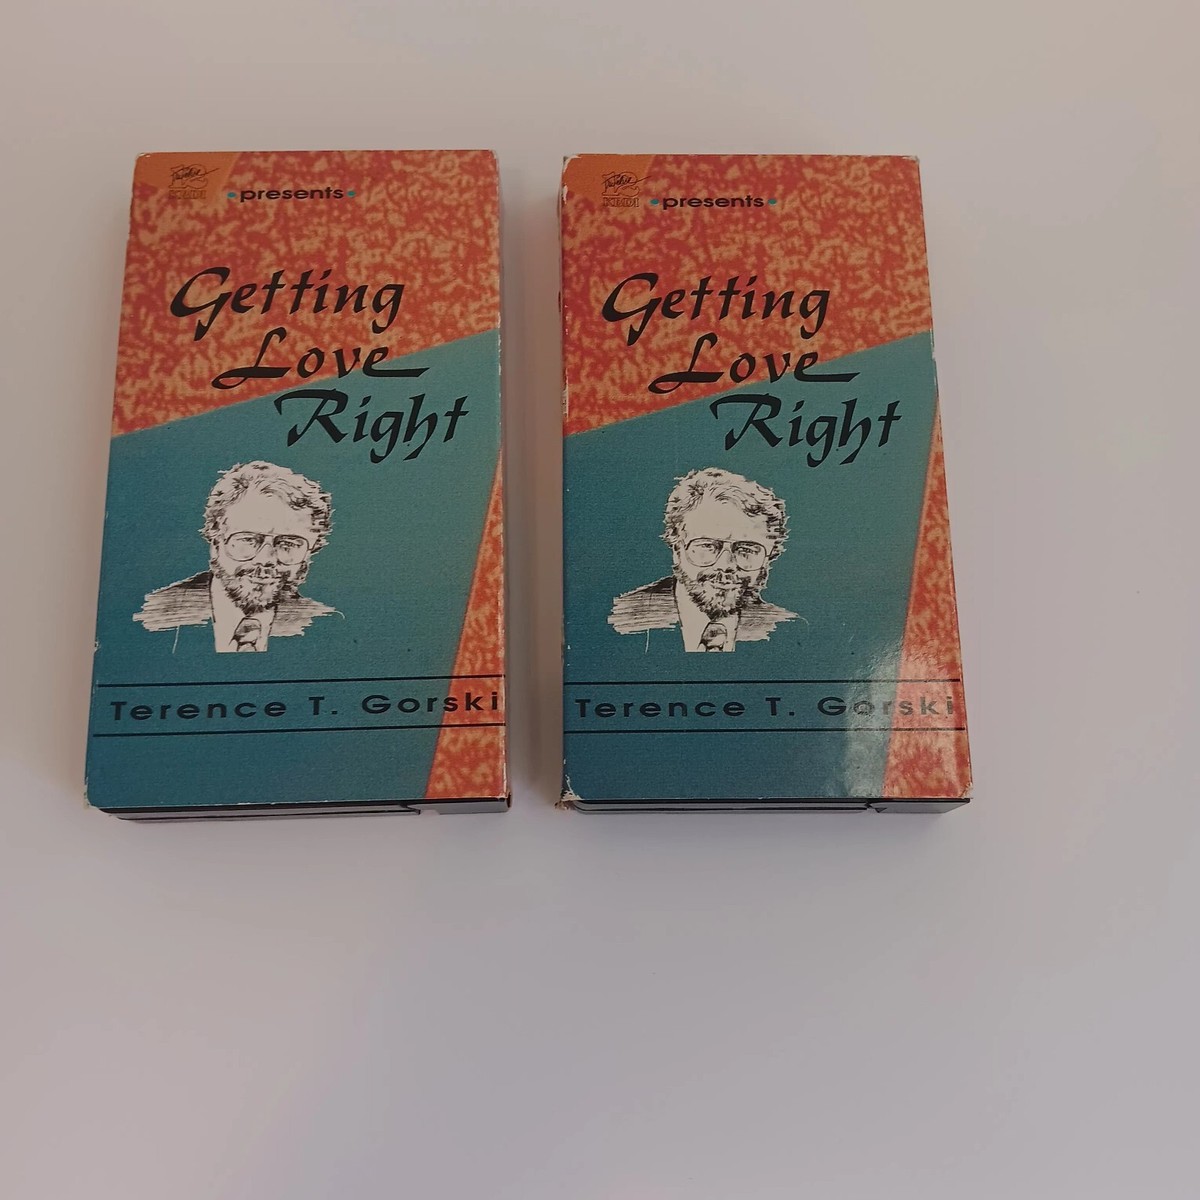 •presents•
Getting
Love
Right
Terence T. Gorski
•presents•
Getting
Love
Right
Terence T. Gorski